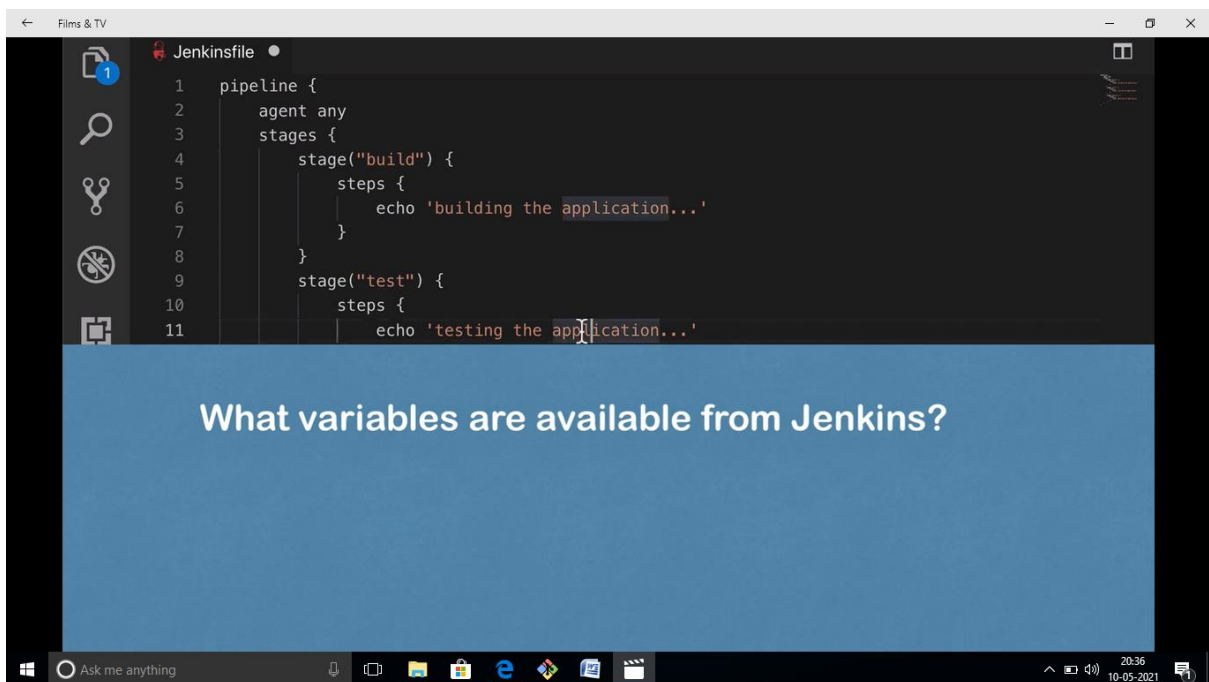 Films & TV
1
Jenkinsfile
1 pipeline {
2 agent any
3 stages {
4 stage("build") {
5 steps {
6 echo 'building the application...'
7 }
8 }
9 stage("test") {
10 steps {
11 echo 'testing the application...'
What variables are available from Jenkins?
Ask me anything
20:36
10-05-2021
1